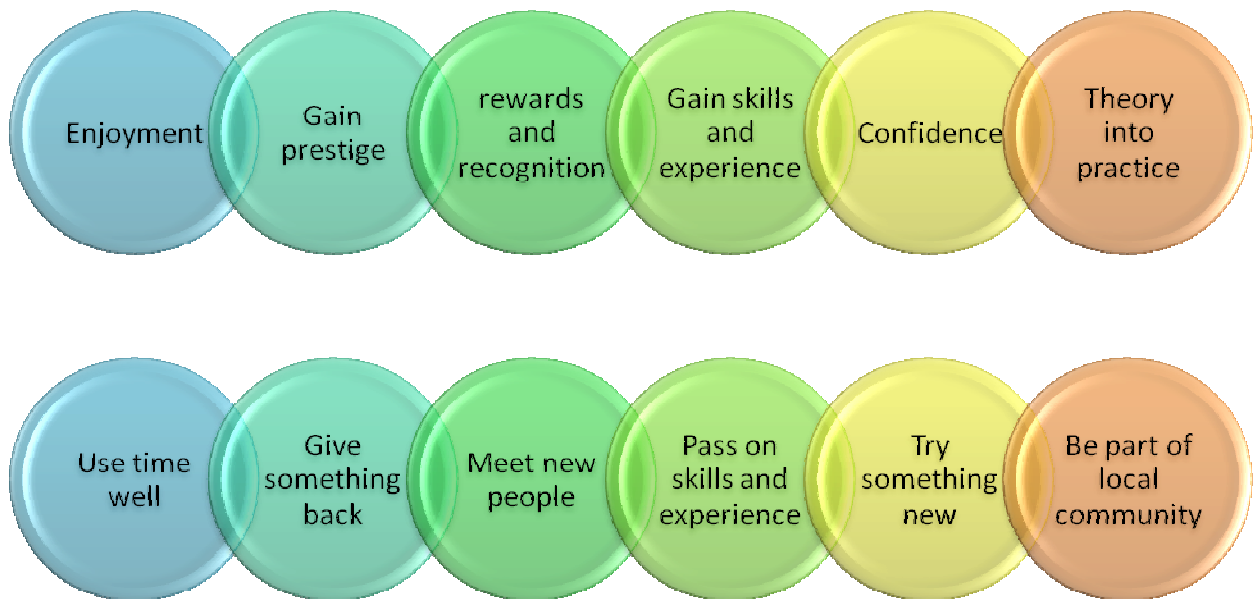 Enjoyment
Gain
prestige
rewards
and
recognition
Gain skills
and
experience
Confidence
Theory
into
practice
Use time
well
Give
something
back
Meet new
people
Pass on
skills and
experience
Try
something
new
Be part of
local
community